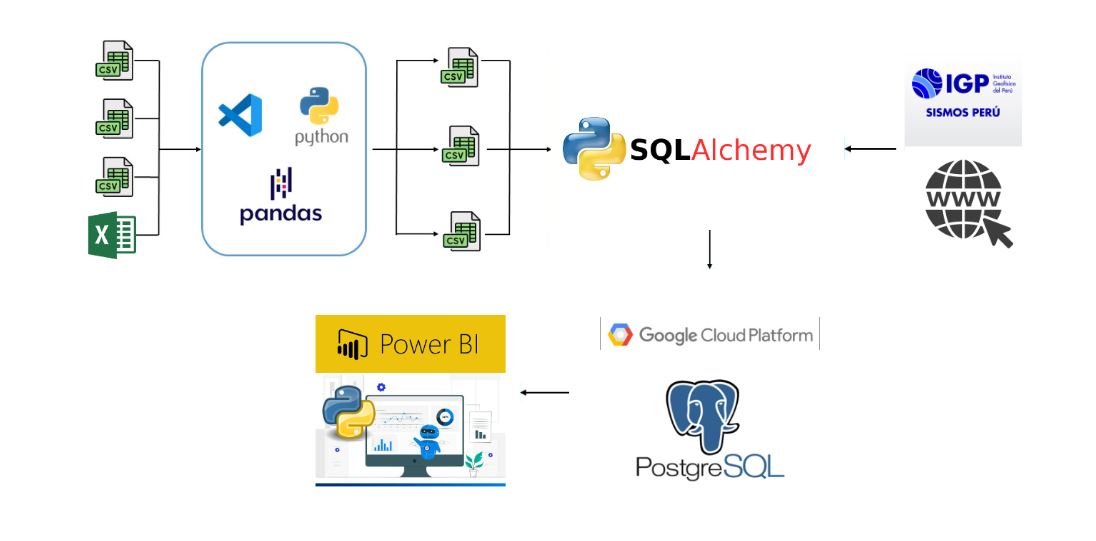 CSV
CSV
CSV
X
python
pandas
CSV
CSV
CSV
SQLAlchemy
IGP
Instituto
Geofísico
del Perú
SISMOS PERÚ
WWW
Power BI
Google Cloud Platform
PostgreSQL